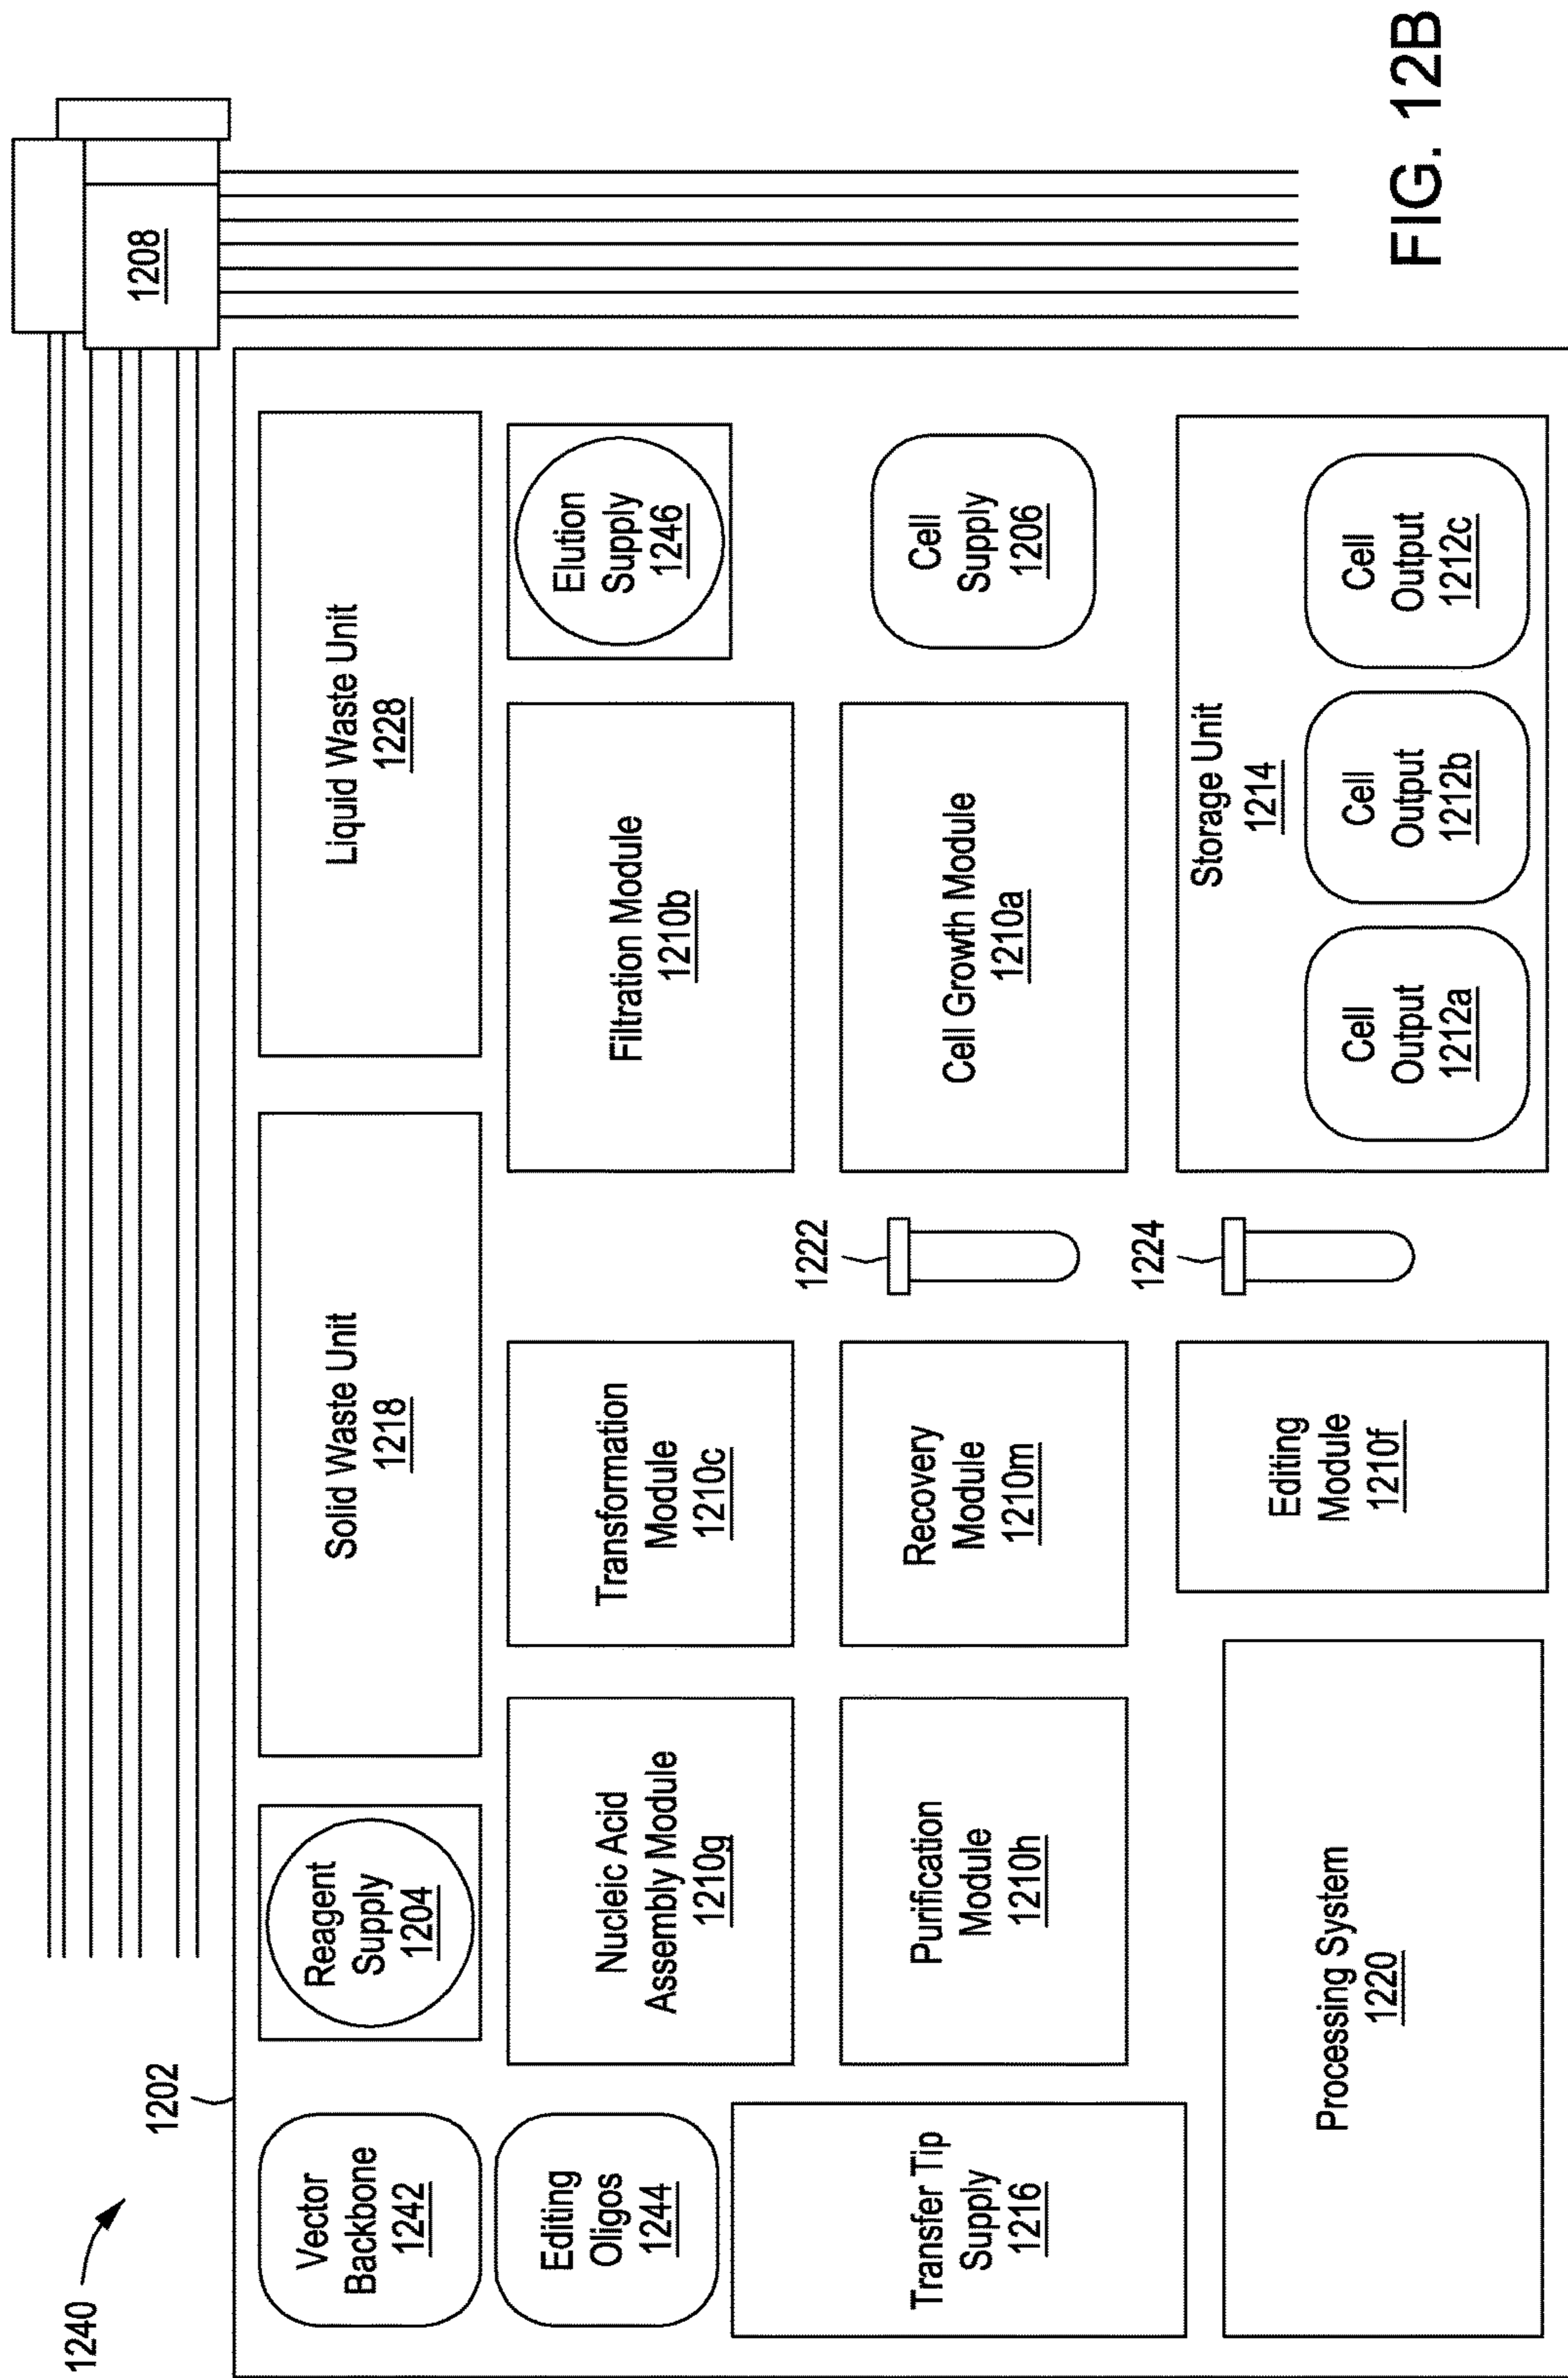 1240
1202
1208
Vector
Backbone
1242
Reagent
Supply
1204
Solid Waste Unit
1218
Liquid Waste Unit
1228
Editing
Oligos
1244
Nucleic Acid
Assembly Module
1210g
Transformation
Module
1210c
Filtration Module
1210b
Elution
Supply
1246
Transfer Tip
Supply
1216
Purification
Module
1210h
Recovery
Module
1210m
1222
Cell Growth Module
1210a
Cell
Supply
1206
Processing System
1220
Editing
Module
1210f
1224
Storage Unit
1214
Cell
Output
1212a
Cell
Output
1212b
Cell
Output
1212c
FIG. 12B